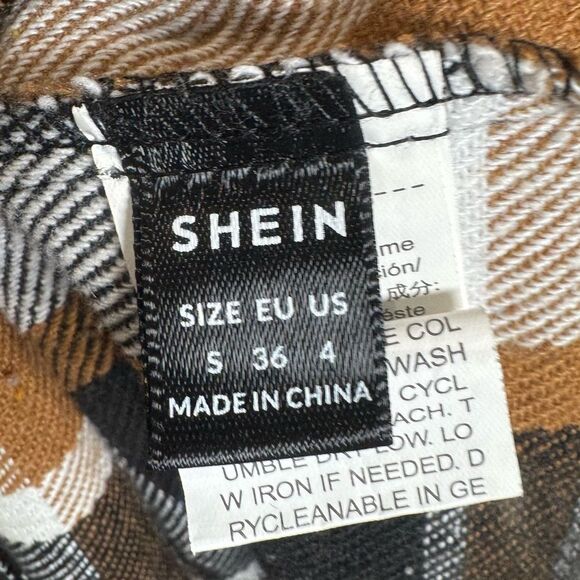 SHEIN
SIZE EU US
S 36 4
MADE IN CHINA
me
sión/
成分:
éste
E COL
WASH
CYCL
ACH. T
UMBLE DRY LOW. LO
W IRON IF NEEDED. D
RYCLEANABLE IN GE